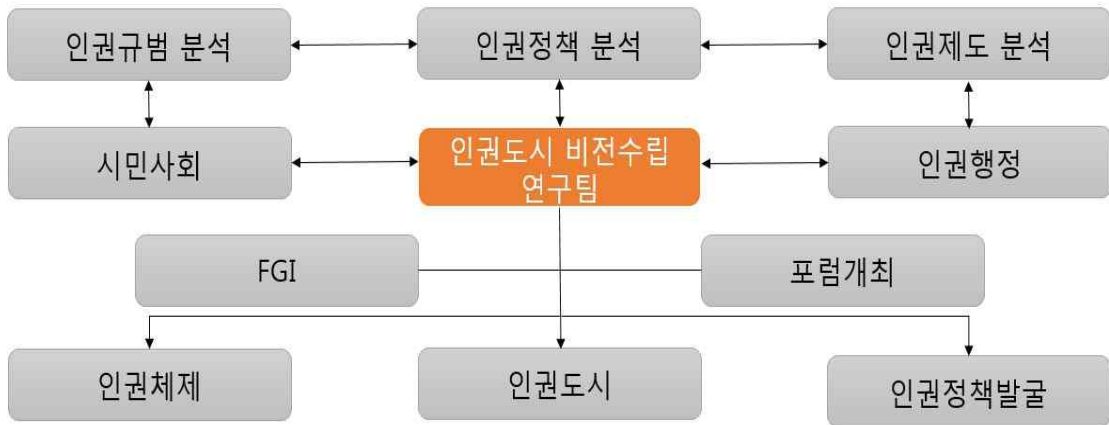 인권규범 분석
인권정책 분석
인권제도 분석
시민사회
인권도시 비전수립
연구팀
인권행정
FGI
포럼개최
인권체제
인권도시
인권정책발굴